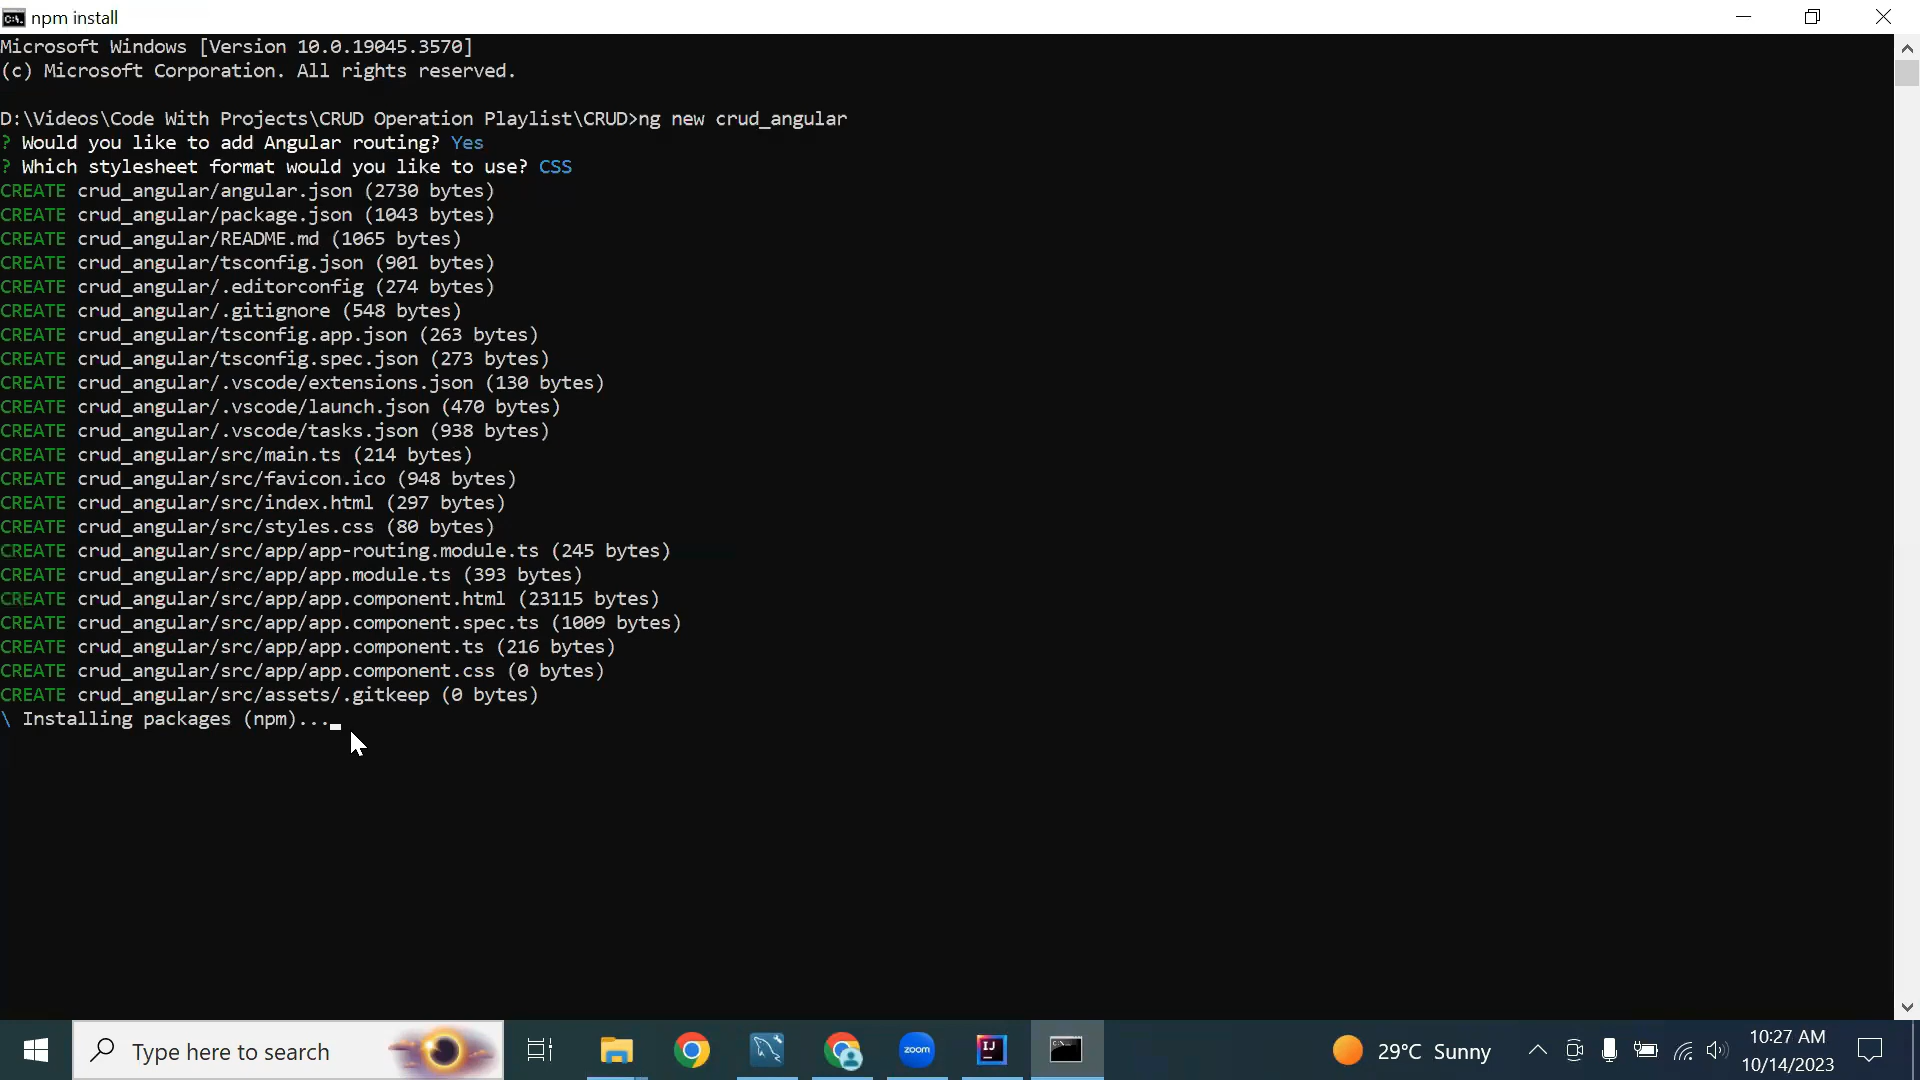 npm install
Microsoft Windows [Version 10.0.19045.3570]
(c) Microsoft Corporation. All rights reserved.
D:\Videos\Code With Projects\CRUD Operation Playlist\CRUD>ng new crud_angular
? Would you like to add Angular routing? Yes
? Which stylesheet format would you like to use? CSS
CREATE crud_angular/angular.json (2730 bytes)
CREATE crud_angular/package.json (1043 bytes)
CREATE crud_angular/README.md (1065 bytes)
CREATE crud_angular/tsconfig.json (901 bytes)
CREATE crud_angular/.editorconfig (274 bytes)
CREATE crud_angular/.gitignore (548 bytes)
CREATE crud_angular/tsconfig.app.json (263 bytes)
CREATE crud_angular/tsconfig.spec.json (273 bytes)
CREATE crud_angular/.vscode/extensions.json (130 bytes)
CREATE crud_angular/.vscode/launch.json (470 bytes)
CREATE crud_angular/.vscode/tasks.json (938 bytes)
CREATE crud_angular/src/main.ts (214 bytes)
CREATE crud_angular/src/favicon.ico (948 bytes)
CREATE crud_angular/src/index.html (297 bytes)
CREATE crud_angular/src/styles.css (80 bytes)
CREATE crud_angular/src/app/app-routing.module.ts (245 bytes)
CREATE crud_angular/src/app/app.module.ts (393 bytes)
CREATE crud_angular/src/app/app.component.html (23115 bytes)
CREATE crud_angular/src/app/app.component.spec.ts (1009 bytes)
CREATE crud_angular/src/app/app.component.ts (216 bytes)
CREATE crud_angular/src/app/app.component.css (0 bytes)
CREATE crud_angular/src/assets/.gitkeep (0 bytes)
\ Installing packages (npm)...
Type here to search
zoom
IJ
29°C Sunny
10:27 AM
10/14/2023